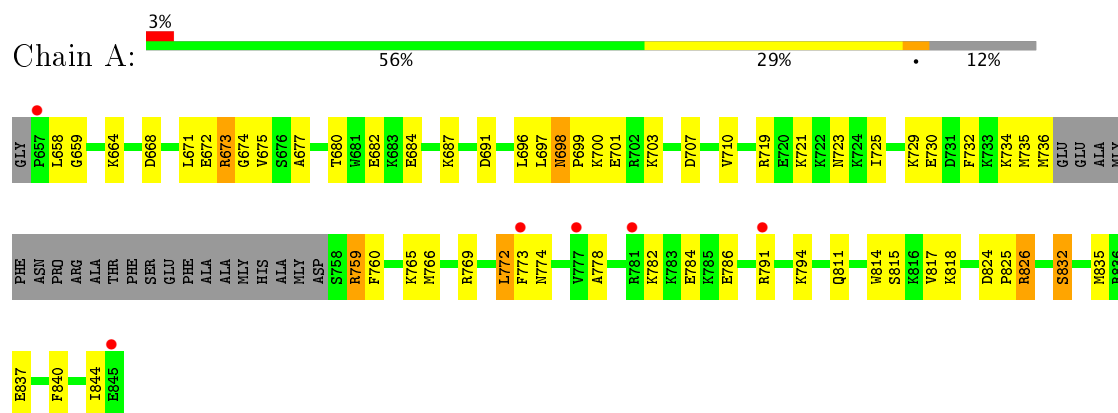 3%
Chain A:
56% 29% • 12%
GLY P657 L658 G659 K664 D668 L671 E672 R673 G674 V675 S676 A677 T680 W681 E682 K683 E684 K687 D691 L696 L697 N698 P699 K700 E701 R702 K703 D707 V710 R719 E720 K721 K722 N723 K724 I725 K729 E730 D731 F732 K733 K734 M735 M736 GLU GLU ALA MLY
PHE ASN PRO ARG ALA THR PHE SER GLU PHE ALA ALA MLY HIS ALA MLY ASP S758 R759 F760 K765 M766 R769 L772 F773 N774 V777 A778 R781 K782 K783 E784 K785 E786 R791 K794 Q811 W814 S815 K816 V817 K818 D824 P825 R826 S832 M835 R836
E837 F840 I844 E845